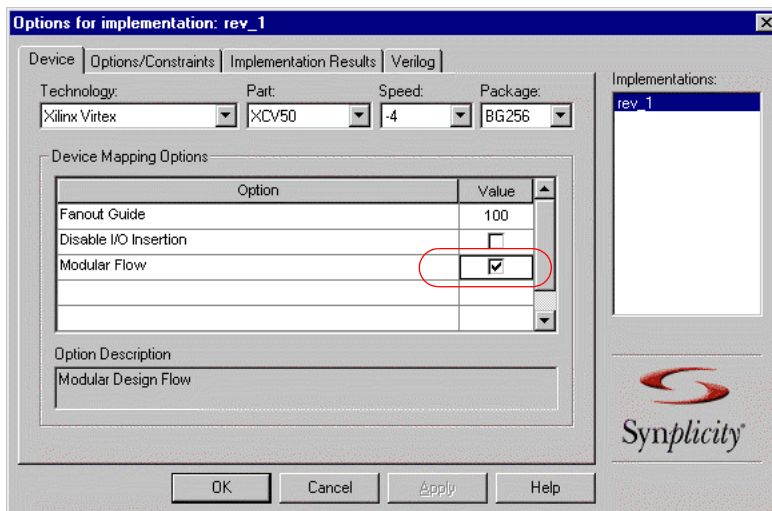 Options for implementation: rev_1
Device Options/Constraints Implementation Results Verilog
Technology: Part: Speed: Package:
Xilinx Virtex XCV50 -4 BG256
Implementations:
rev_1
Device Mapping Options
Option Value
Fanout Guide 100
Disable I/O Insertion
Modular Flow
Option Description
Modular Design Flow
Synplicity®
OK Cancel Apply Help